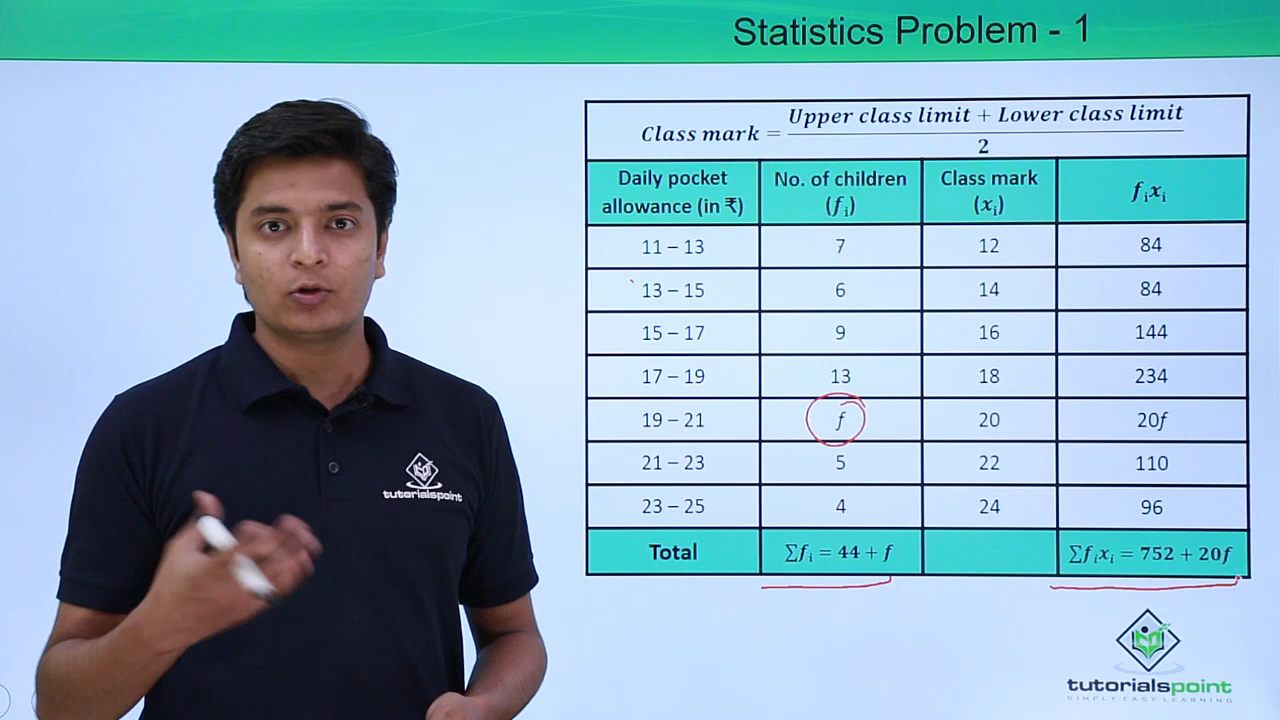 Statistics Problem - 1
Class mark = Upper class limit + Lower class limit / 2
Daily pocket allowance (in ₹) No. of children (fᵢ) Class mark (xᵢ) fᵢxᵢ
11 – 13 7 12 84
13 – 15 6 14 84
15 – 17 9 16 144
17 – 19 13 18 234
19 – 21 f 20 20f
21 – 23 5 22 110
23 – 25 4 24 96
Total ∑fᵢ = 44 + f ∑fᵢxᵢ = 752 + 20f
tutorialspoint
tutorialspoint
SIMPLY EASY LEARNING